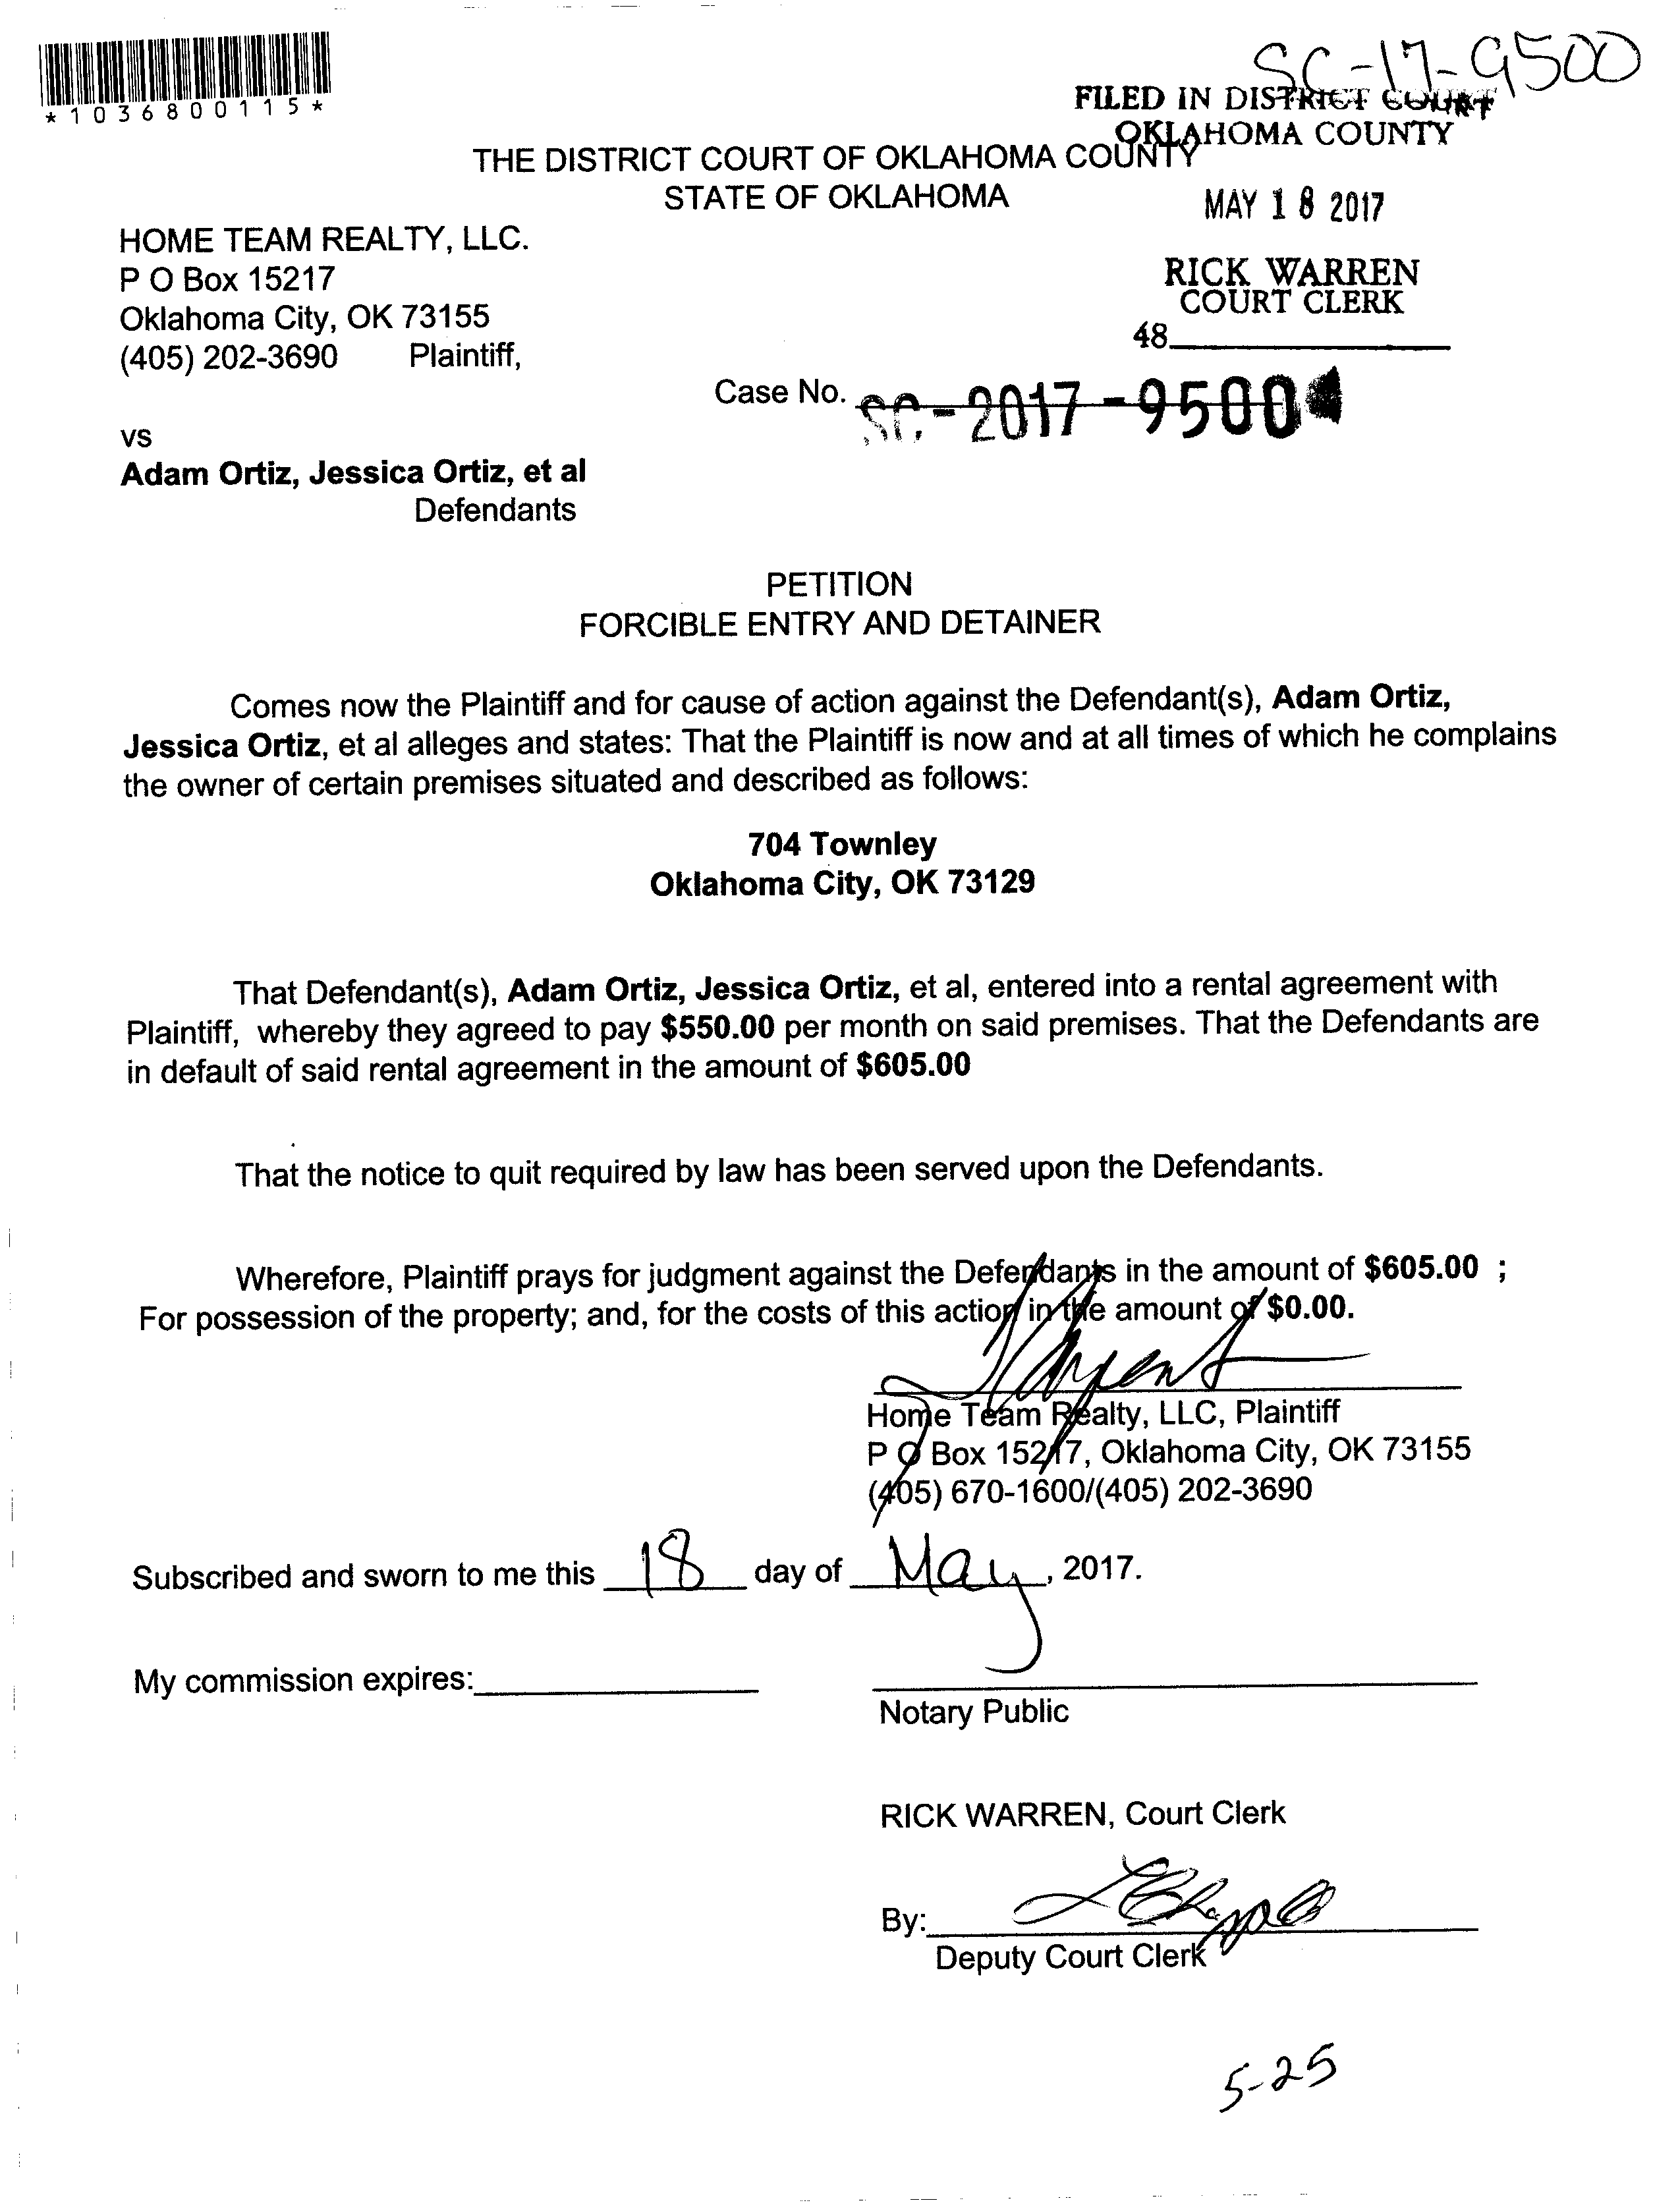 SC-17-9500
*1036800115*
FILED IN DISTRICT COURT
OKLAHOMA COUNTY
THE DISTRICT COURT OF OKLAHOMA COUNTY
STATE OF OKLAHOMA
MAY 18 2017
HOME TEAM REALTY, LLC.
P O Box 15217
Oklahoma City, OK 73155
(405) 202-3690 Plaintiff,
RICK WARREN
COURT CLERK
48
Case No. SC-2017-9500
vs
Adam Ortiz, Jessica Ortiz, et al
Defendants
PETITION
FORCIBLE ENTRY AND DETAINER
Comes now the Plaintiff and for cause of action against the Defendant(s), Adam Ortiz,
Jessica Ortiz, et al alleges and states: That the Plaintiff is now and at all times of which he complains
the owner of certain premises situated and described as follows:
704 Townley
Oklahoma City, OK 73129
That Defendant(s), Adam Ortiz, Jessica Ortiz, et al, entered into a rental agreement with
Plaintiff, whereby they agreed to pay $550.00 per month on said premises. That the Defendants are
in default of said rental agreement in the amount of $605.00
That the notice to quit required by law has been served upon the Defendants.
Wherefore, Plaintiff prays for judgment against the Defendants in the amount of $605.00 ;
For possession of the property; and, for the costs of this action in the amount of $0.00.
Home Team Realty, LLC, Plaintiff
P O Box 15217, Oklahoma City, OK 73155
(405) 670-1600/(405) 202-3690
Subscribed and sworn to me this 18 day of May, 2017.
My commission expires:
Notary Public
RICK WARREN, Court Clerk
By:
Deputy Court Clerk
5-25